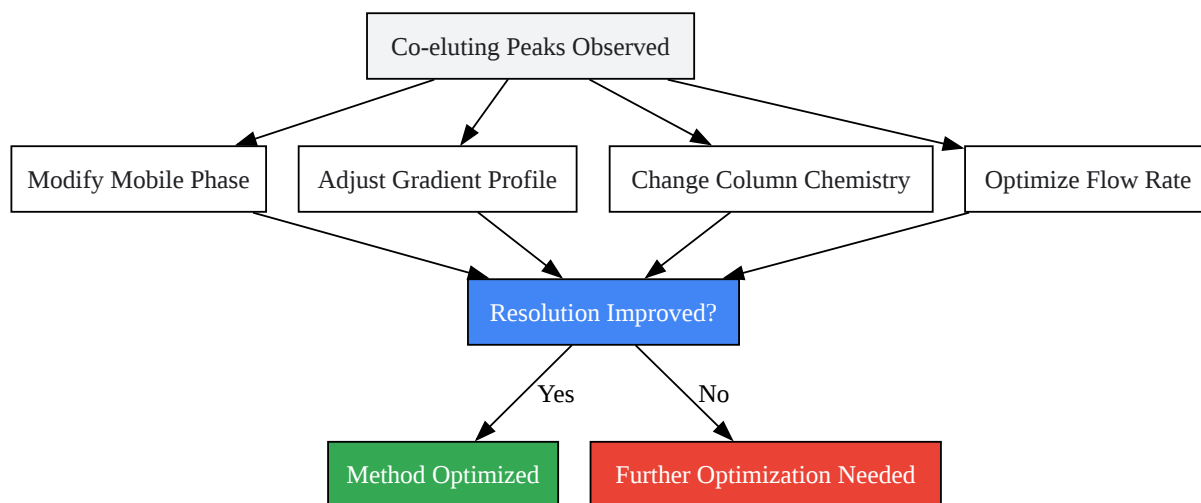 Co-eluting Peaks Observed
Modify Mobile Phase
Adjust Gradient Profile
Change Column Chemistry
Optimize Flow Rate
Resolution Improved?
Yes
No
Method Optimized
Further Optimization Needed